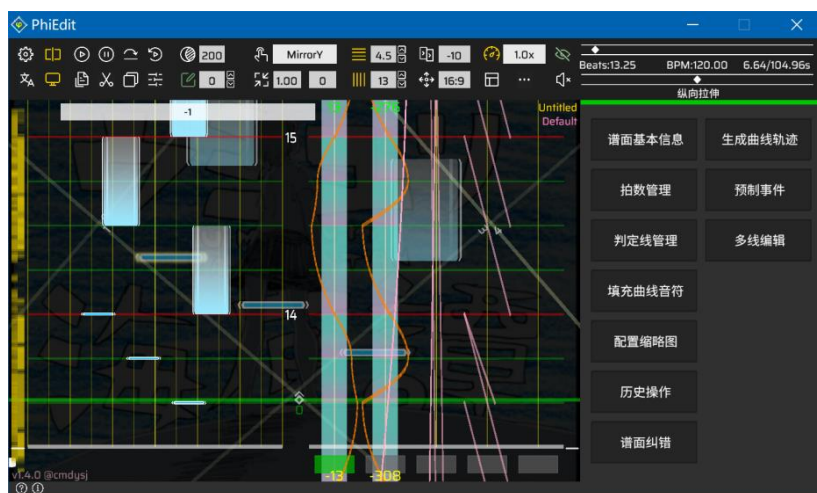 PhiEdit
200 MirrorY 4.5 -10 1.0x
Beats:13.25 BPM:120.00 6.64/104.96s
0 1.00 0 13 16:9
纵向拉伸
-1
Untitled
Default
15
谱面基本信息 生成曲线轨迹
拍数管理 预制事件
3 4
判定线管理 多线编辑
填充曲线音符
14
配置缩略图
历史操作
0
谱面纠错
-13 -308
v1.4.0 @cmdysj